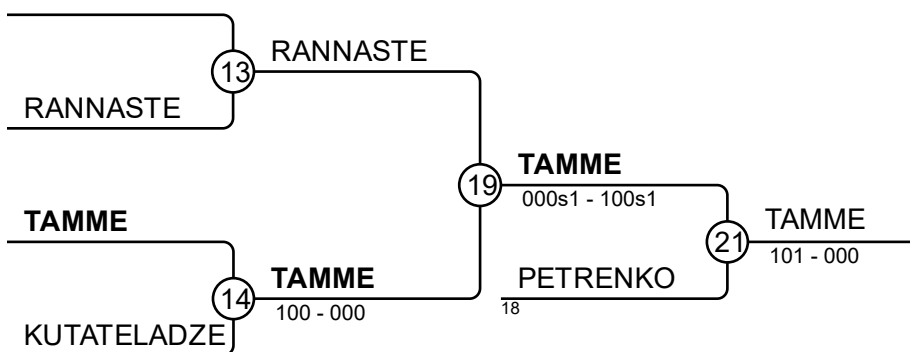 RANNASTE
13
RANNASTE
TAMME
19
000s1 - 100s1
TAMME
21
101 - 000
TAMME
TAMME
14
100 - 000
PETRENKO
18
KUTATELADZE